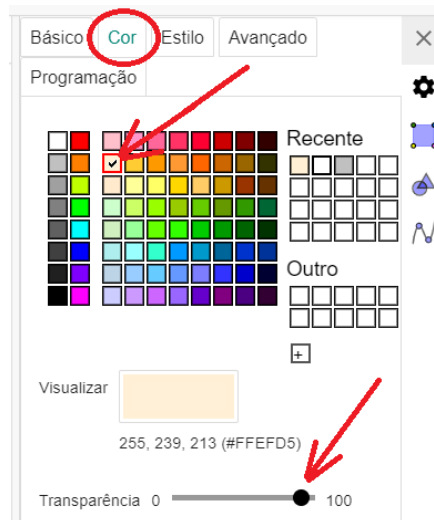 Básico Cor Estilo Avançado
Programação
Recente
Outro
+
Visualizar
255, 239, 213 (#FFEFD5)
Transparência 0 100